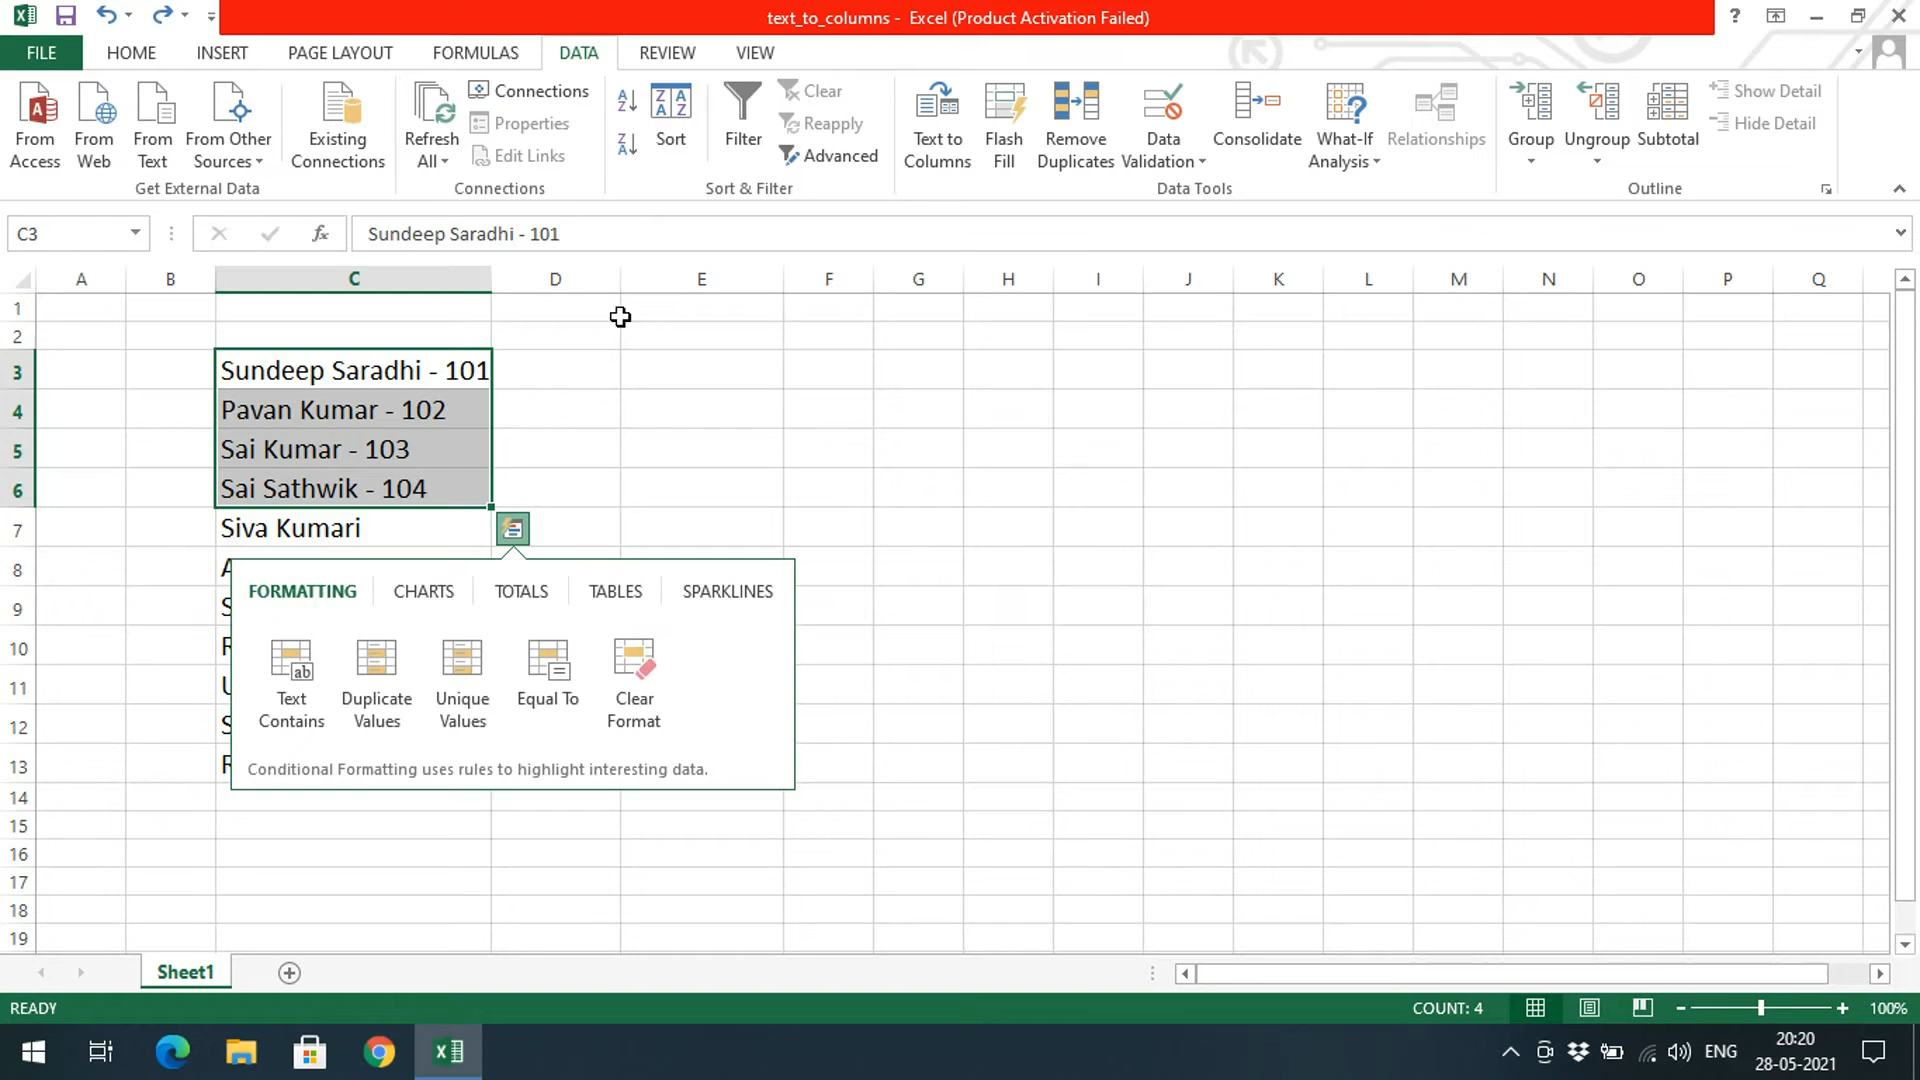 text_to_columns - Excel (Product Activation Failed)
?
FILE HOME INSERT PAGE LAYOUT FORMULAS DATA REVIEW VIEW
From Access
From Web
From Text
From Other Sources
Existing Connections
Get External Data
Refresh All
Connections
Properties
Edit Links
Connections
Sort
Filter
Clear
Reapply
Advanced
Sort & Filter
Text to Columns
Flash Fill
Remove Duplicates
Data Validation
Consolidate
What-If Analysis
Relationships
Data Tools
Group
Ungroup
Subtotal
Show Detail
Hide Detail
Outline
C3 fx Sundeep Saradhi - 101
A B C D E F G H I J K L M N O P Q
1
2
3 Sundeep Saradhi - 101
4 Pavan Kumar - 102
5 Sai Kumar - 103
6 Sai Sathwik - 104
7 Siva Kumari
8 A
9 S
10 R
11 U
12 S
13 R
14
15
16
17
18
19
FORMATTING CHARTS TOTALS TABLES SPARKLINES
Text Contains
Duplicate Values
Unique Values
Equal To
Clear Format
Conditional Formatting uses rules to highlight interesting data.
Sheet1
READY COUNT: 4 100%
ENG
20:20
28-05-2021